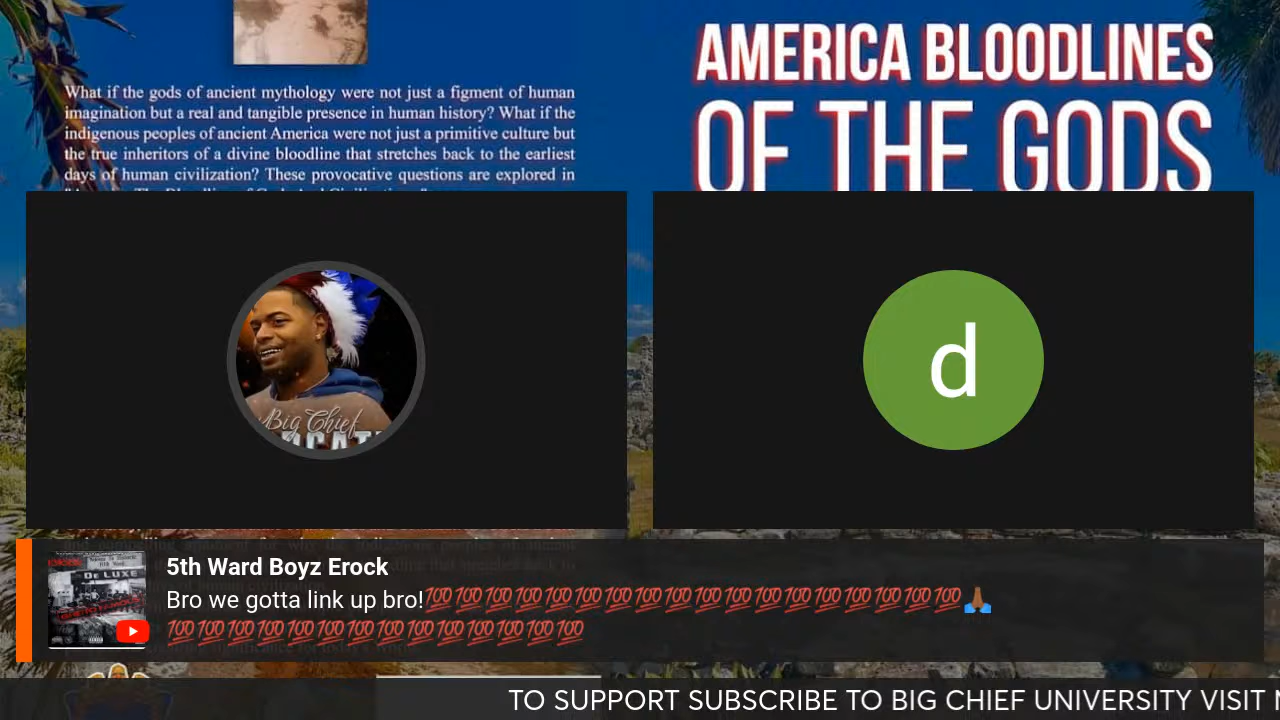 AMERICA BLOODLINES
OF THE GODS
What if the gods of ancient mythology were not just a figment of human
imagination but a real and tangible presence in human history? What if the
indigenous peoples of ancient America were not just a primitive culture but
the true inheritors of a divine bloodline that stretches back to the earliest
days of human civilization? These provocative questions are explored in
Big Chief
d
DE LUXE
5th Ward Boyz Erock
Bro we gotta link up bro!💯💯💯💯💯💯💯💯💯💯💯💯💯💯💯💯💯💯🙏🏾
💯💯💯💯💯💯💯💯💯💯💯💯💯💯
TO SUPPORT SUBSCRIBE TO BIG CHIEF UNIVERSITY VISIT